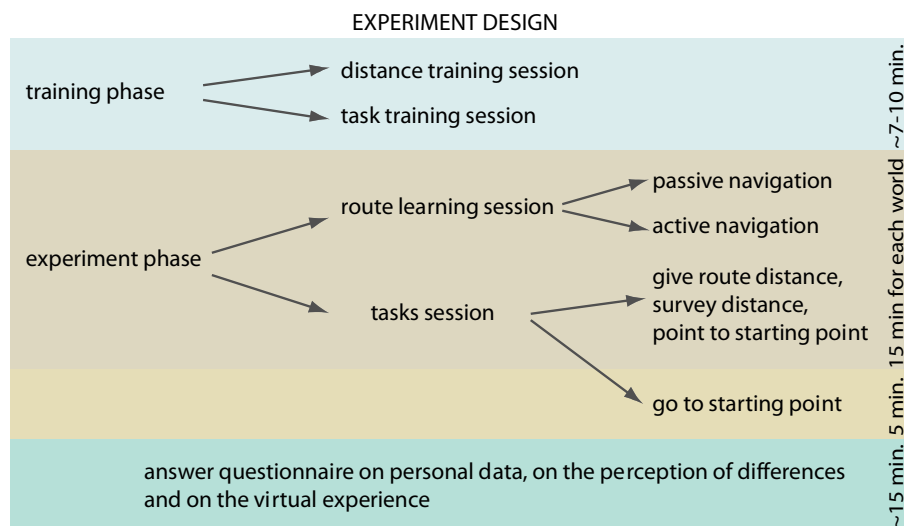 EXPERIMENT DESIGN
training phase
distance training session
task training session
~7-10 min.
experiment phase
route learning session
passive navigation
active navigation
tasks session
give route distance,
survey distance,
point to starting point
15 min for each world
go to starting point
5 min.
answer questionnaire on personal data, on the perception of differences
and on the virtual experience
~15 min.